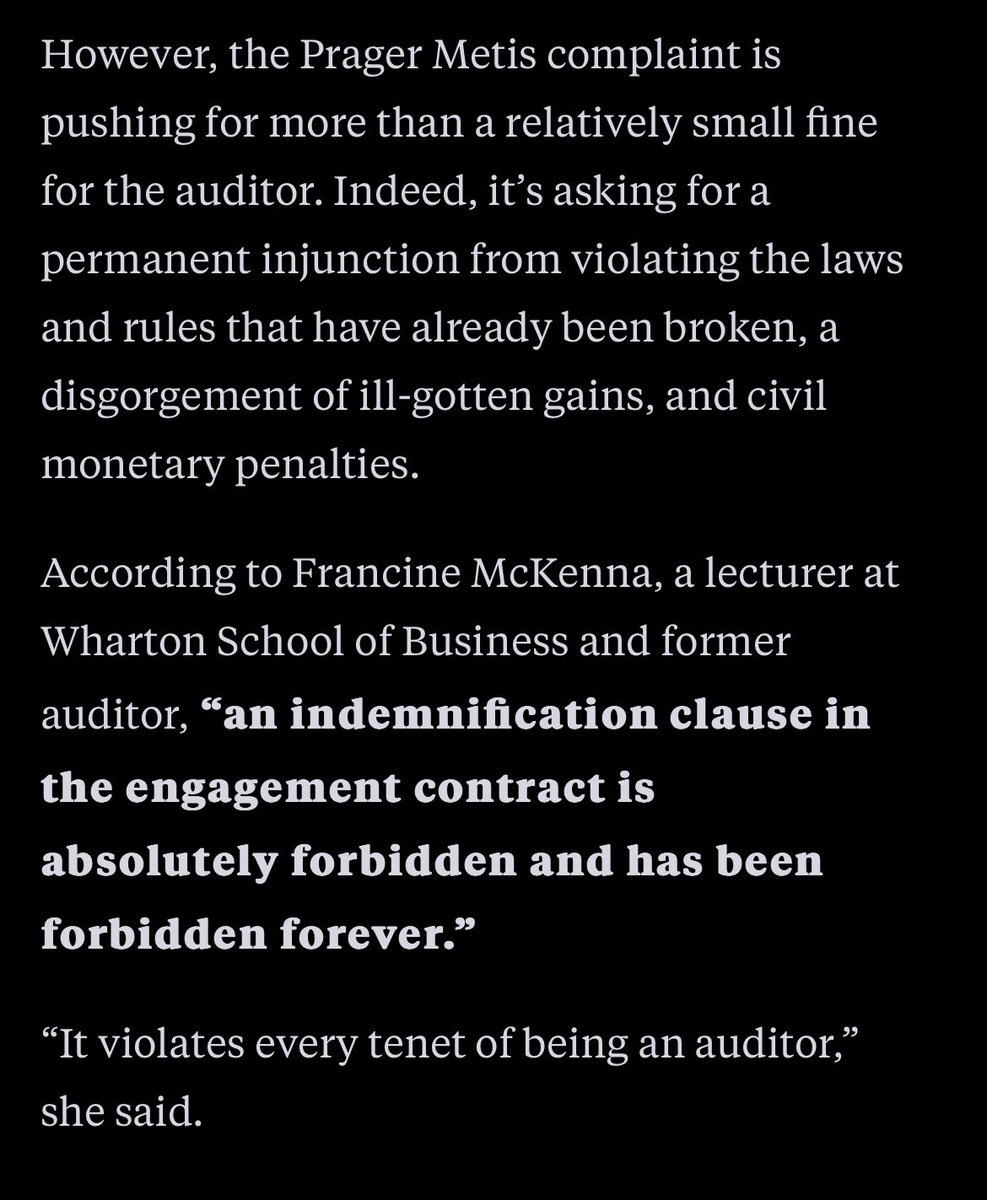 However, the Prager Metis complaint is
pushing for more than a relatively small fine
for the auditor. Indeed, it’s asking for a
permanent injunction from violating the laws
and rules that have already been broken, a
disgorgement of ill-gotten gains, and civil
monetary penalties.
According to Francine McKenna, a lecturer at
Wharton School of Business and former
auditor, “an indemnification clause in
the engagement contract is
absolutely forbidden and has been
forbidden forever.”
“It violates every tenet of being an auditor,”
she said.